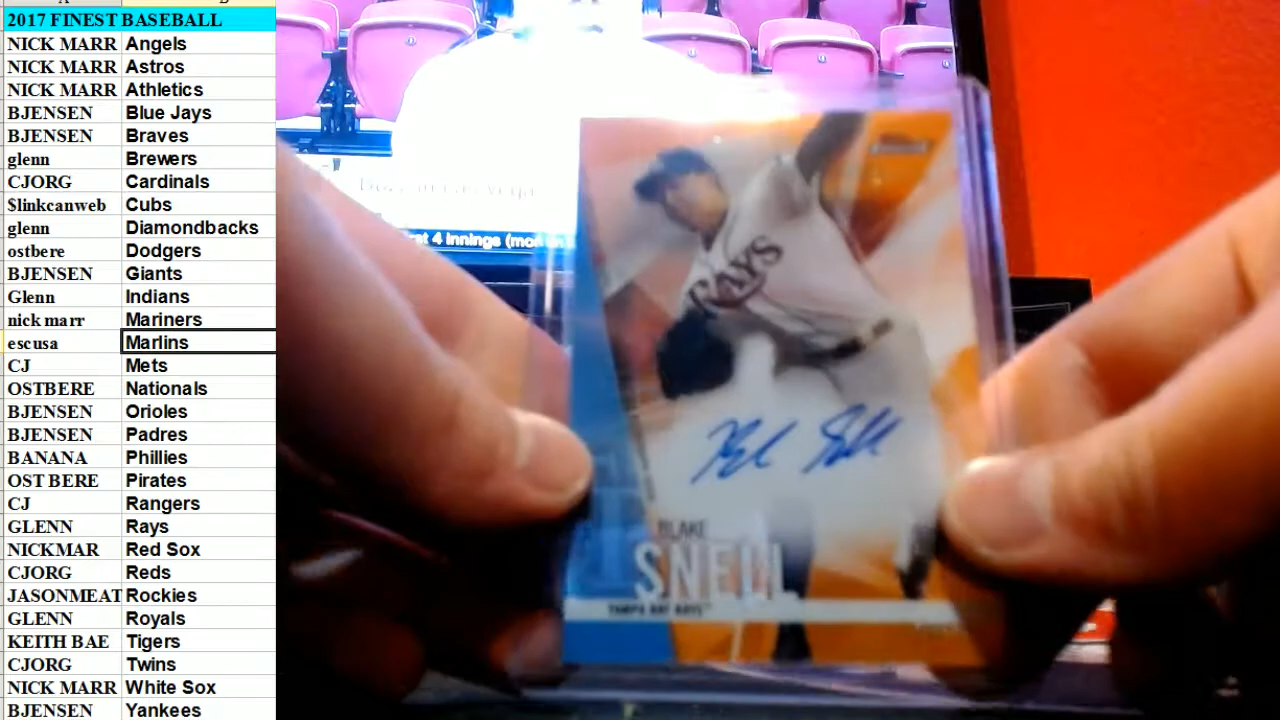 2017 FINEST BASEBALL
NICK MARR Angels
NICK MARR Astros
NICK MARR Athletics
BJENSEN Blue Jays
BJENSEN Braves
glenn Brewers
CJORG Cardinals
$linkcanweb Cubs
glenn Diamondbacks
ostbere Dodgers
BJENSEN Giants
Glenn Indians
nick marr Mariners
escusa Marlins
CJ Mets
OSTBERE Nationals
BJENSEN Orioles
BJENSEN Padres
BANANA Phillies
OST BERE Pirates
CJ Rangers
GLENN Rays
NICKMAR Red Sox
CJORG Reds
JASONMEAT Rockies
GLENN Royals
KEITH BAE Tigers
CJORG Twins
NICK MARR White Sox
BJENSEN Yankees
st 4 innings
RAYS
BLAKE
SNELL
TAMPA BAY RAYS